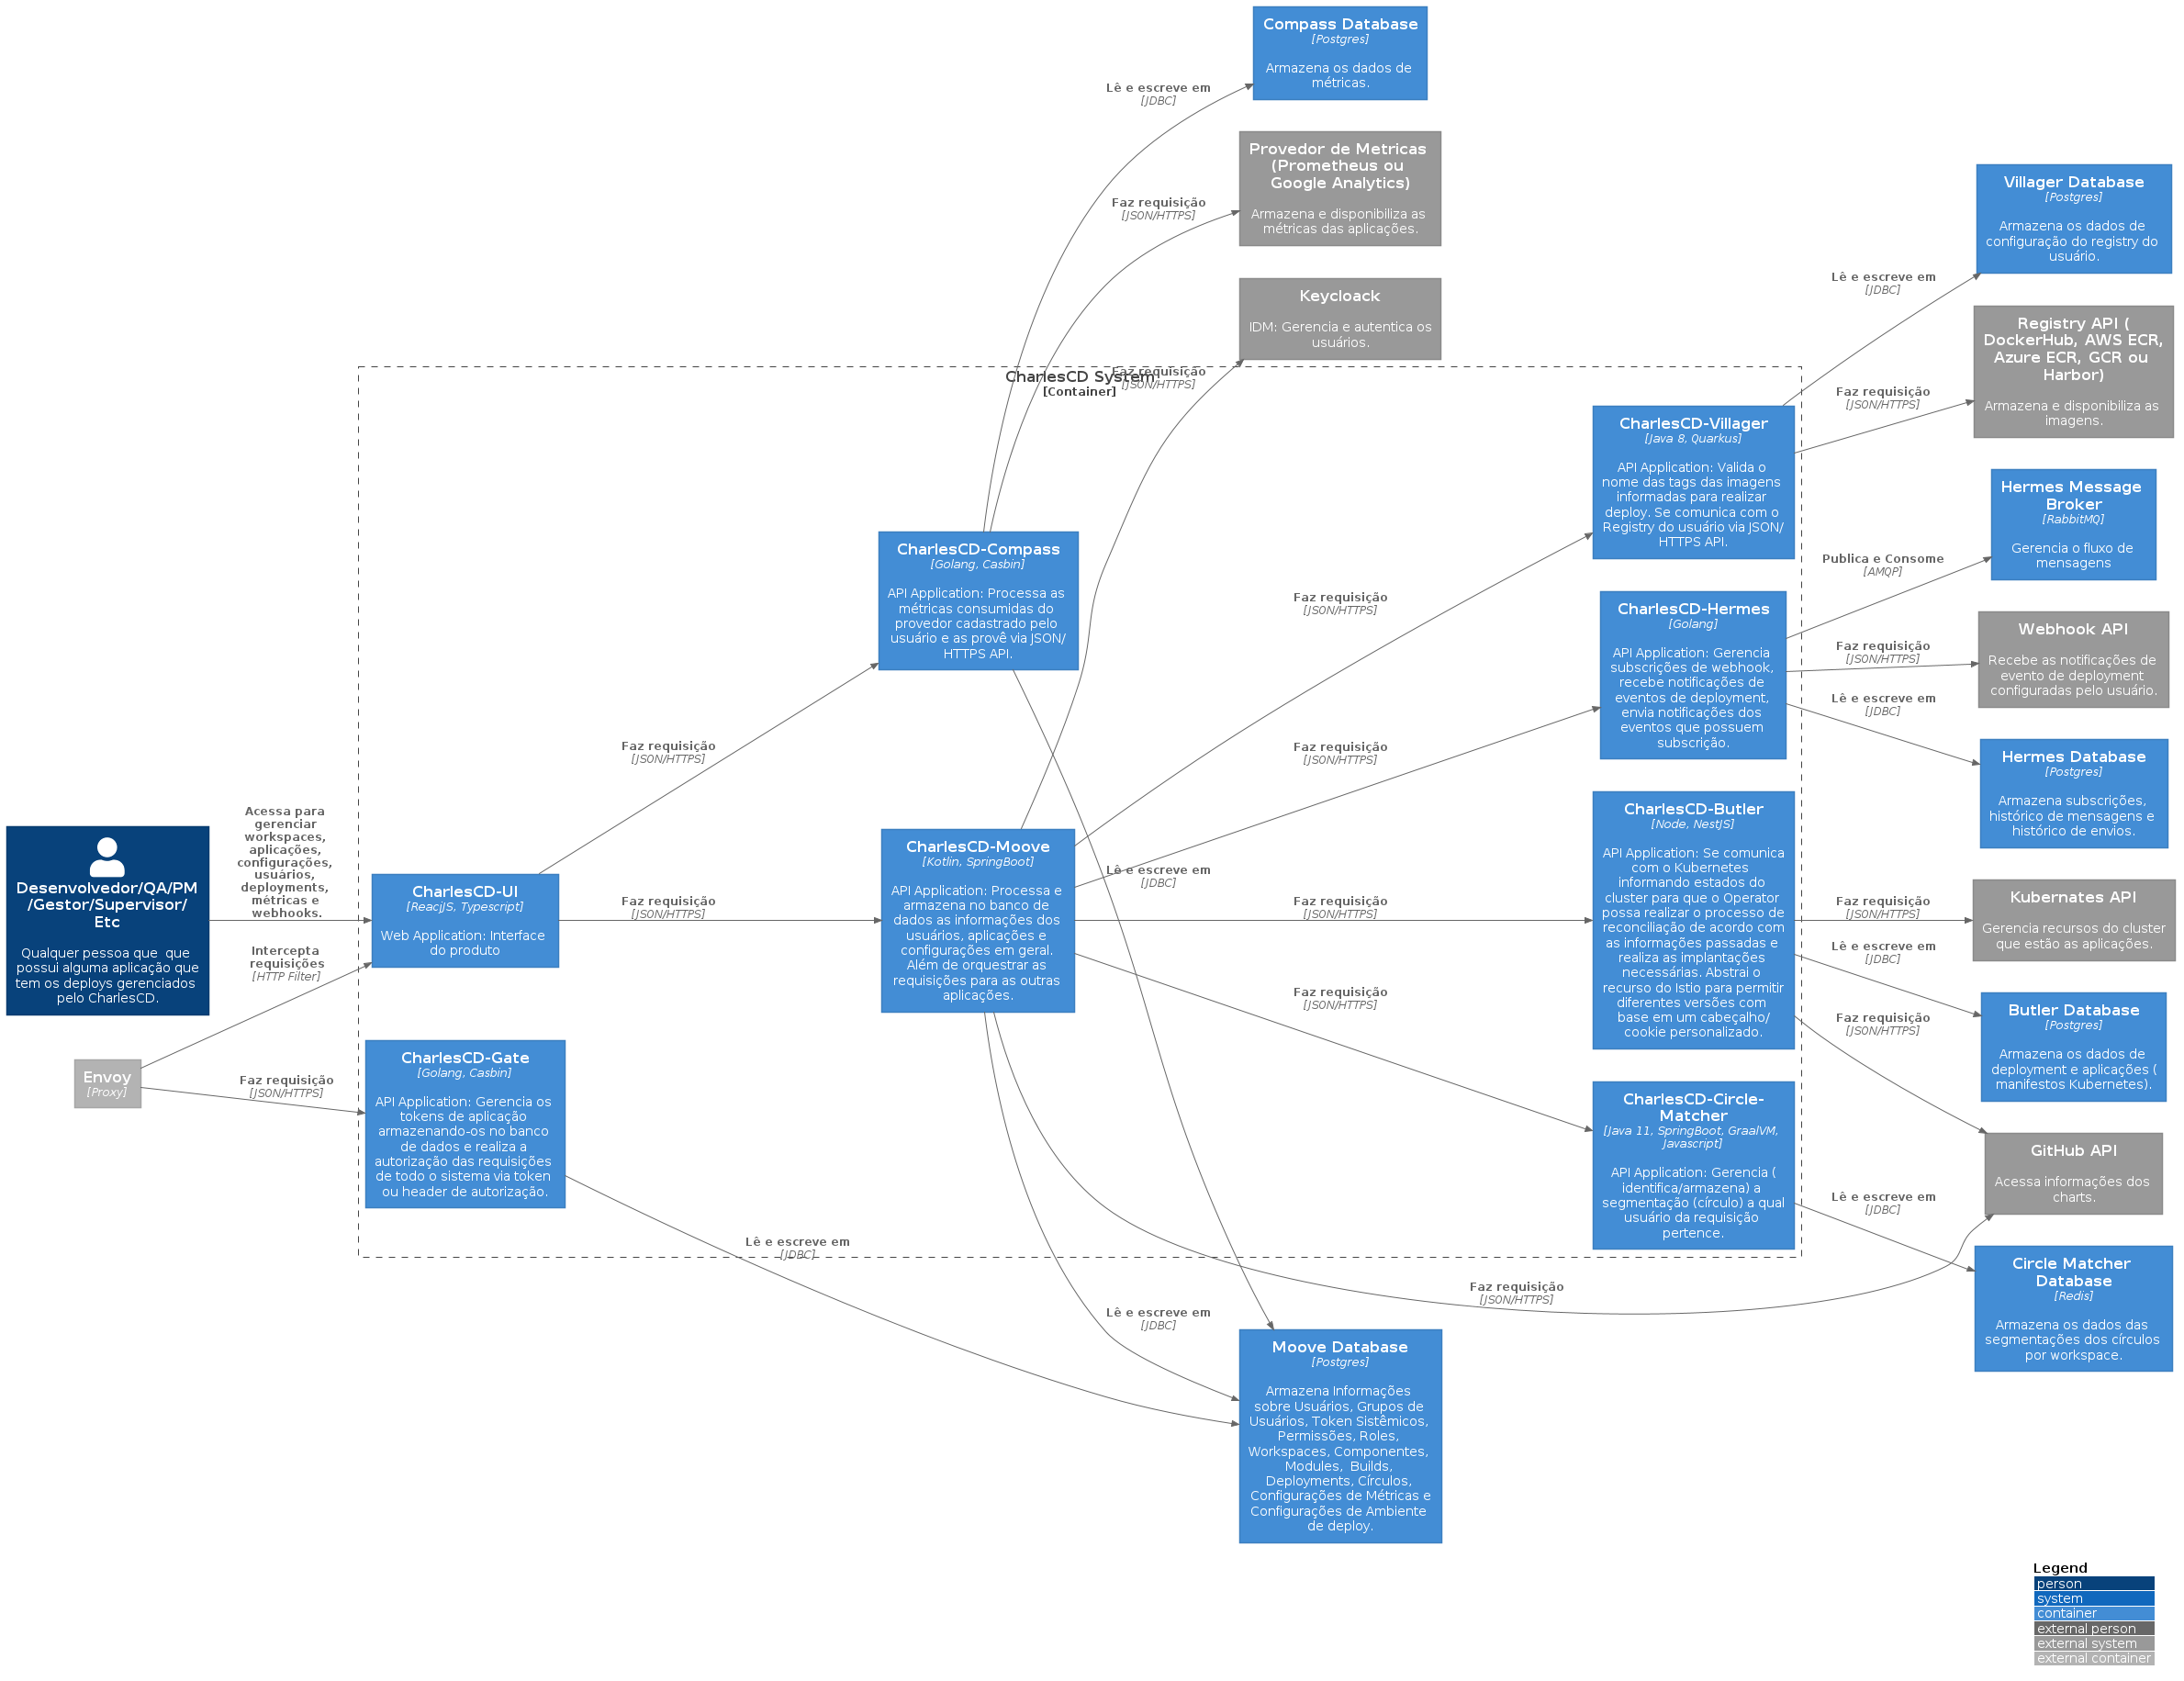 Compass Database
[Postgres]
Armazena os dados de
métricas.
Lê e escreve em
[JDBC]
Provedor de Metricas
(Prometheus ou
Google Analytics)
Armazena e disponibiliza as
métricas das aplicações.
Faz requisição
[JSON/HTTPS]
Keycloack
IDM: Gerencia e autentica os
usuários.
Faz requisição
[JSON/HTTPS]
CharlesCD System
[Container]
Villager Database
[Postgres]
Armazena os dados de
configuração do registry do
usuário.
Lê e escreve em
[JDBC]
Registry API (
DockerHub, AWS ECR,
Azure ECR, GCR ou
Harbor)
Armazena e disponibiliza as
imagens.
Faz requisição
[JSON/HTTPS]
CharlesCD-Villager
[Java 8, Quarkus]
API Application: Valida o
nome das tags das imagens
informadas para realizar
deploy. Se comunica com o
Registry do usuário via JSON/
HTTPS API.
Hermes Message
Broker
[RabbitMQ]
Gerencia o fluxo de
mensagens
Publica e Consome
[AMQP]
CharlesCD-Compass
[Golang, Casbin]
API Application: Processa as
métricas consumidas do
provedor cadastrado pelo
usuário e as provê via JSON/
HTTPS API.
Faz requisição
[JSON/HTTPS]
CharlesCD-Hermes
[Golang]
API Application: Gerencia
subscrições de webhook,
recebe notificações de
eventos de deployment,
envia notificações dos
eventos que possuem
subscrição.
Webhook API
Recebe as notificações de
evento de deployment
configuradas pelo usuário.
Faz requisição
[JSON/HTTPS]
Lê e escreve em
[JDBC]
Hermes Database
[Postgres]
Armazena subscrições,
histórico de mensagens e
histórico de envios.
Faz requisição
[JSON/HTTPS]
Faz requisição
[JSON/HTTPS]
Desenvolvedor/QA/PM
/Gestor/Supervisor/
Etc
Qualquer pessoa que  que
possui alguma aplicação que
tem os deploys gerenciados
pelo CharlesCD.
Acessa para
gerenciar
workspaces,
aplicações,
configurações,
usuários,
deployments,
métricas e
webhooks.
CharlesCD-UI
[ReacjJS, Typescript]
Web Application: Interface
do produto
Faz requisição
[JSON/HTTPS]
CharlesCD-Moove
[Kotlin, SpringBoot]
API Application: Processa e
armazena no banco de
dados as informações dos
usuários, aplicações e
configurações em geral.
Além de orquestrar as
requisições para as outras
aplicações.
Lê e escreve em
[JDBC]
Faz requisição
[JSON/HTTPS]
CharlesCD-Butler
[Node, NestJS]
API Application: Se comunica
com o Kubernetes
informando estados do
cluster para que o Operator
possa realizar o processo de
reconciliação de acordo com
as informações passadas e
realiza as implantações
necessárias. Abstrai o
recurso do Istio para permitir
diferentes versões com
base em um cabeçalho/
cookie personalizado.
Faz requisição
[JSON/HTTPS]
Kubernates API
Gerencia recursos do cluster
que estão as aplicações.
Lê e escreve em
[JDBC]
Butler Database
[Postgres]
Armazena os dados de
deployment e aplicações (
manifestos Kubernetes).
Faz requisição
[JSON/HTTPS]
Intercepta
requisições
[HTTP Filter]
Envoy
[Proxy]
Faz requisição
[JSON/HTTPS]
CharlesCD-Gate
[Golang, Casbin]
API Application: Gerencia os
tokens de aplicação
armazenando-os no banco
de dados e realiza a
autorização das requisições
de todo o sistema via token
ou header de autorização.
Faz requisição
[JSON/HTTPS]
CharlesCD-Circle-
Matcher
[Java 11, SpringBoot, GraalVM,
Javascript]
API Application: Gerencia (
identifica/armazena) a
segmentação (círculo) a qual
usuário da requisição
pertence.
GitHub API
Acessa informações dos
charts.
Lê e escreve em
[JDBC]
Circle Matcher
Database
[Redis]
Armazena os dados das
segmentações dos círculos
por workspace.
Lê e escreve em
[JDBC]
Lê e escreve em
[JDBC]
Faz requisição
[JSON/HTTPS]
Moove Database
[Postgres]
Armazena Informações
sobre Usuários, Grupos de
Usuários, Token Sistêmicos,
Permissões, Roles,
Workspaces, Componentes,
Modules,  Builds,
Deployments, Círculos,
Configurações de Métricas e
Configurações de Ambiente
de deploy.
Legend
person
system
container
external person
external system
external container